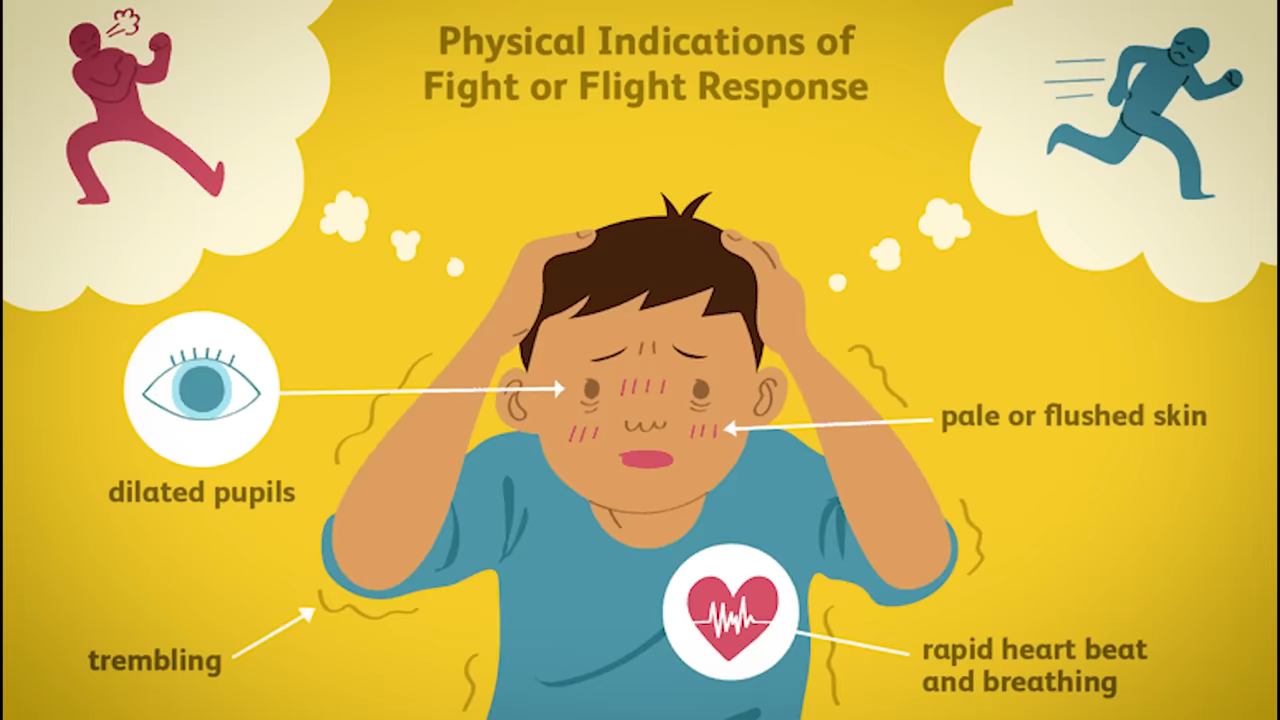 Physical Indications of
Fight or Flight Response
dilated pupils
pale or flushed skin
trembling
rapid heart beat
and breathing